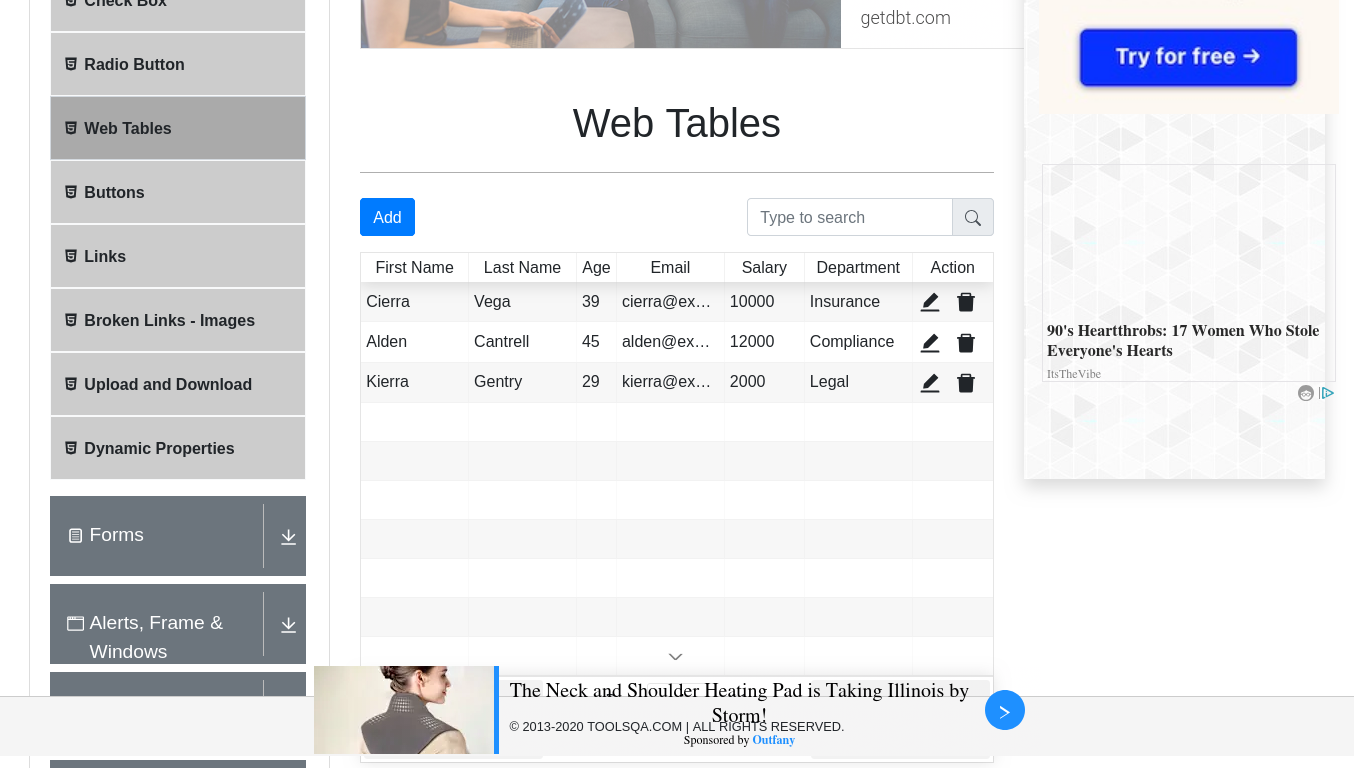 Check Box
Radio Button
Web Tables
Buttons
Links
Broken Links - Images
Upload and Download
Dynamic Properties
Forms
Alerts, Frame &
Windows
getdbt.com
Web Tables
Add
Type to search
First Name Last Name Age Email Salary Department Action
Cierra Vega 39 cierra@ex… 10000 Insurance
Alden Cantrell 45 alden@ex… 12000 Compliance
Kierra Gentry 29 kierra@ex… 2000 Legal
Try for free →
90's Heartthrobs: 17 Women Who Stole
Everyone's Hearts
ItsTheVibe
The Neck and Shoulder Heating Pad is Taking Illinois by
Storm!
© 2013-2020 TOOLSQA.COM | ALL RIGHTS RESERVED.
Sponsored by Outfany